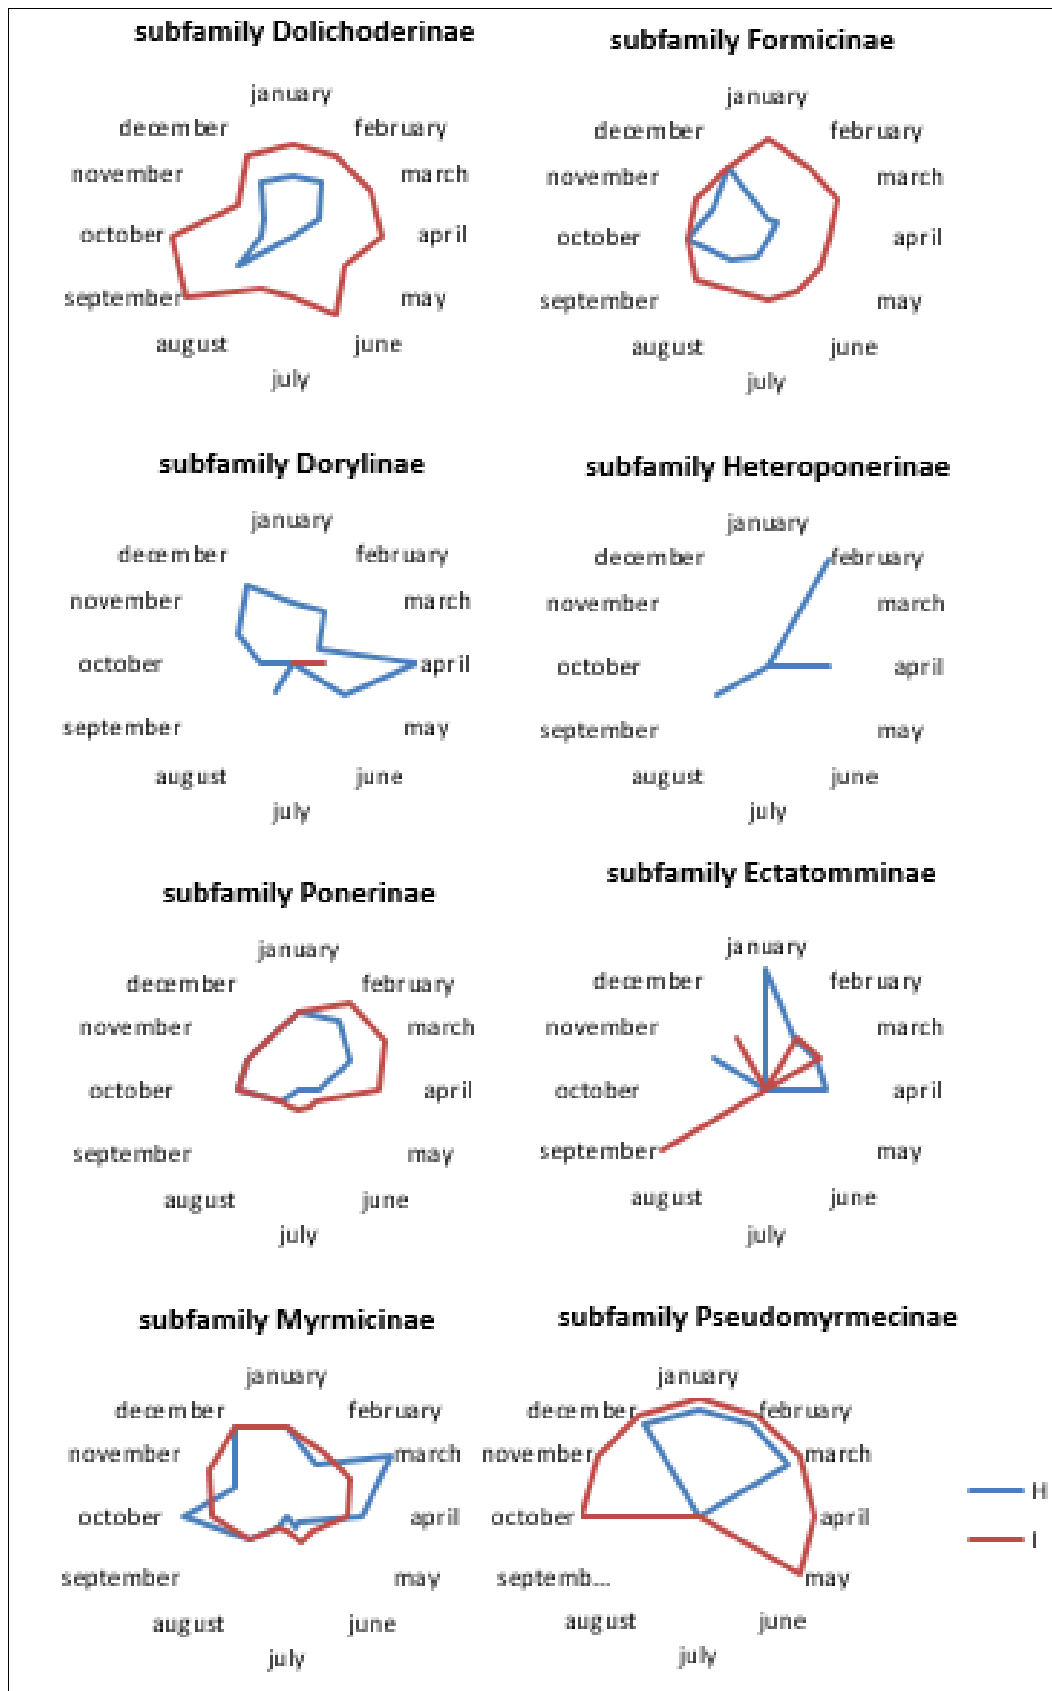 subfamily Dolichoderinae
january
december
february
november
march
october
april
september
may
august
june
july
subfamily Formicinae
january
december
february
november
march
october
april
september
may
august
june
july
subfamily Dorylinae
january
december
february
november
march
october
april
september
may
august
june
july
subfamily Heteroponerinae
january
december
february
november
march
october
april
september
may
august
june
july
subfamily Ponerinae
january
december
february
november
march
october
april
september
may
august
june
july
subfamily Ectatomminae
january
december
february
november
march
october
april
september
may
august
june
july
subfamily Myrmicinae
january
december
february
november
march
october
april
september
may
august
june
july
subfamily Pseudomyrmecinae
january
december
february
november
march
october
april
septemb...
may
august
june
july
H
I